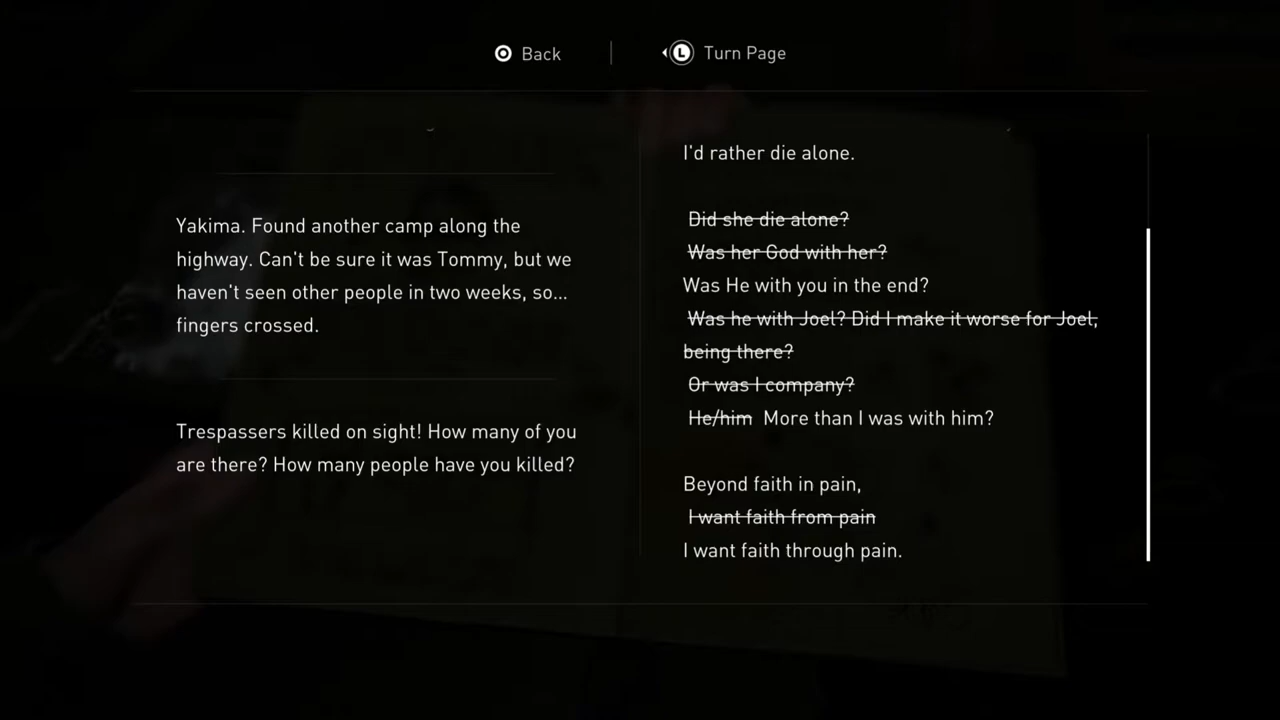 Back
L Turn Page
Yakima. Found another camp along the
highway. Can't be sure it was Tommy, but we
haven't seen other people in two weeks, so...
fingers crossed.
Trespassers killed on sight! How many of you
are there? How many people have you killed?
I'd rather die alone.
Did she die alone?
Was her God with her?
Was He with you in the end?
Was he with Joel? Did I make it worse for Joel,
being there?
Or was I company?
He/him More than I was with him?
Beyond faith in pain,
I want faith from pain
I want faith through pain.